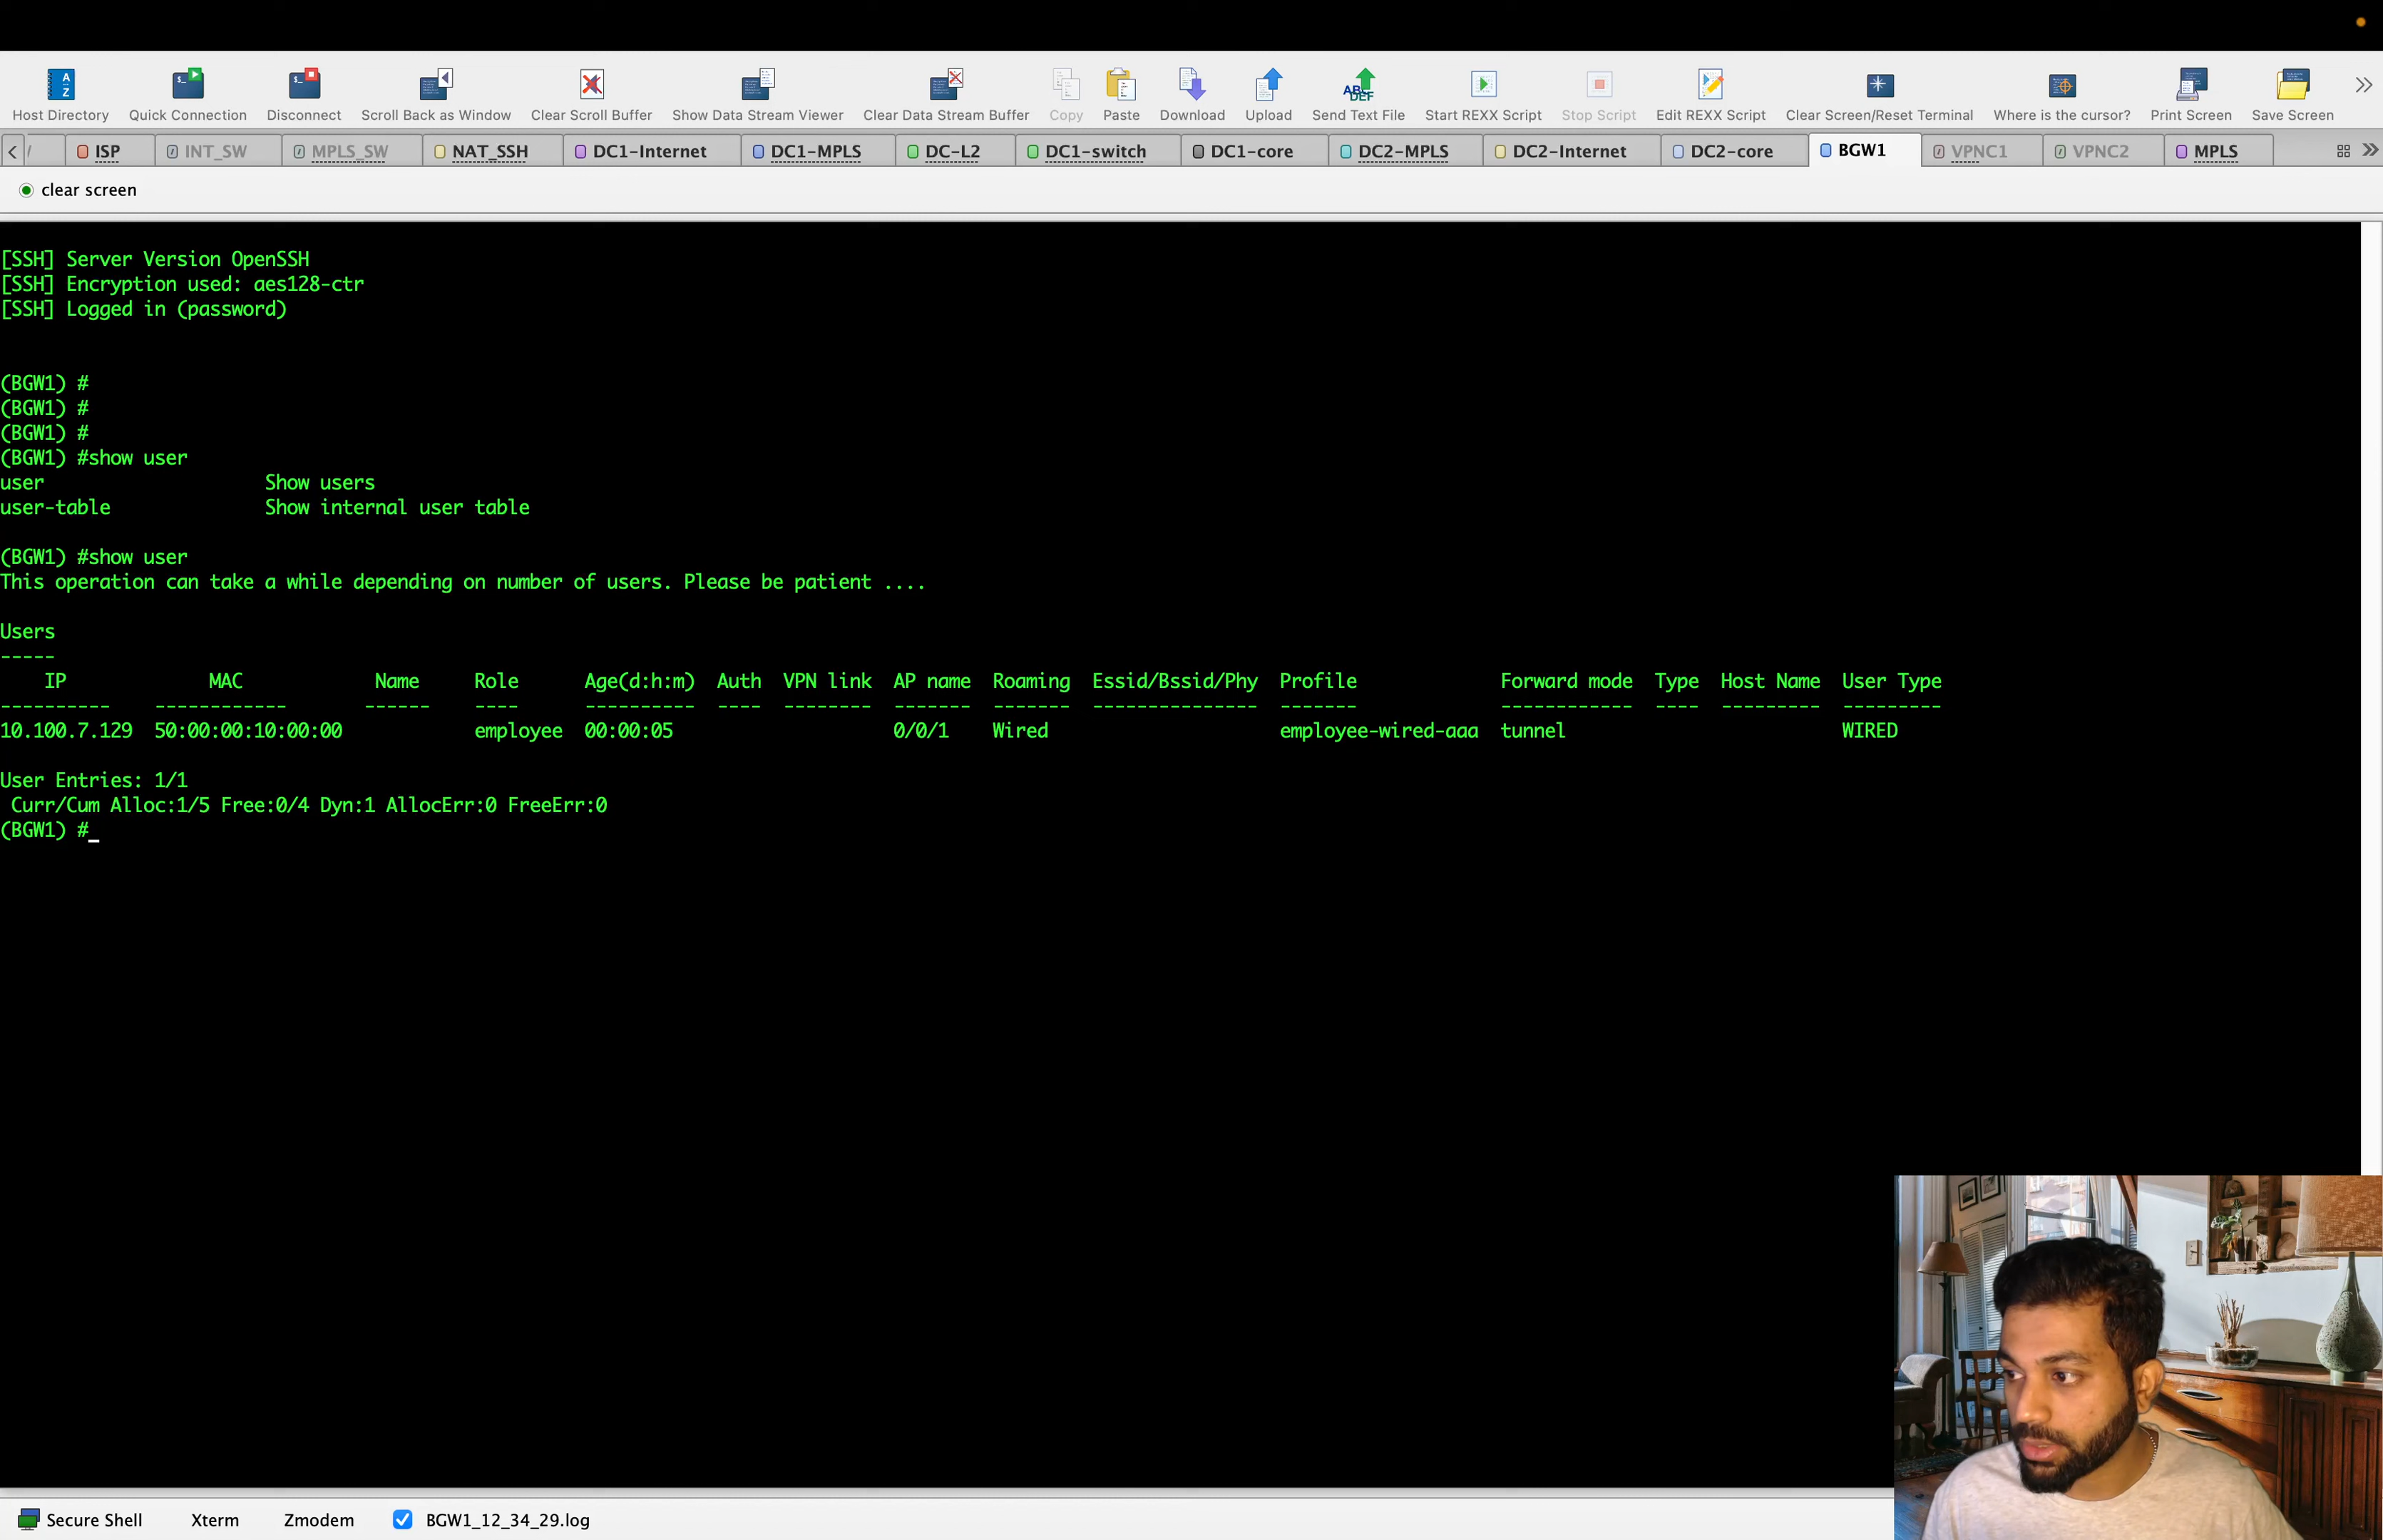 Host Directory Quick Connection Disconnect Scroll Back as Window Clear Scroll Buffer Show Data Stream Viewer Clear Data Stream Buffer Copy Paste Download Upload Send Text File Start REXX Script Stop Script Edit REXX Script Clear Screen/Reset Terminal Where is the cursor? Print Screen Save Screen
ISP INT_SW MPLS_SW NAT_SSH DC1-Internet DC1-MPLS DC-L2 DC1-switch DC1-core DC2-MPLS DC2-Internet DC2-core BGW1 VPNC1 VPNC2 MPLS
clear screen
[SSH] Server Version OpenSSH
[SSH] Encryption used: aes128-ctr
[SSH] Logged in (password)
(BGW1) #
(BGW1) #
(BGW1) #
(BGW1) #show user
user Show users
user-table Show internal user table
(BGW1) #show user
This operation can take a while depending on number of users. Please be patient ....
Users
-----
IP MAC Name Role Age(d:h:m) Auth VPN link AP name Roaming Essid/Bssid/Phy Profile Forward mode Type Host Name User Type
---------- ------------ ------ ---- ---------- ---- -------- ------- ------- --------------- ------- ------------ ---- --------- ---------
10.100.7.129 50:00:00:10:00:00 employee 00:00:05 0/0/1 Wired employee-wired-aaa tunnel WIRED
User Entries: 1/1
Curr/Cum Alloc:1/5 Free:0/4 Dyn:1 AllocErr:0 FreeErr:0
(BGW1) #_
Secure Shell Xterm Zmodem BGW1_12_34_29.log